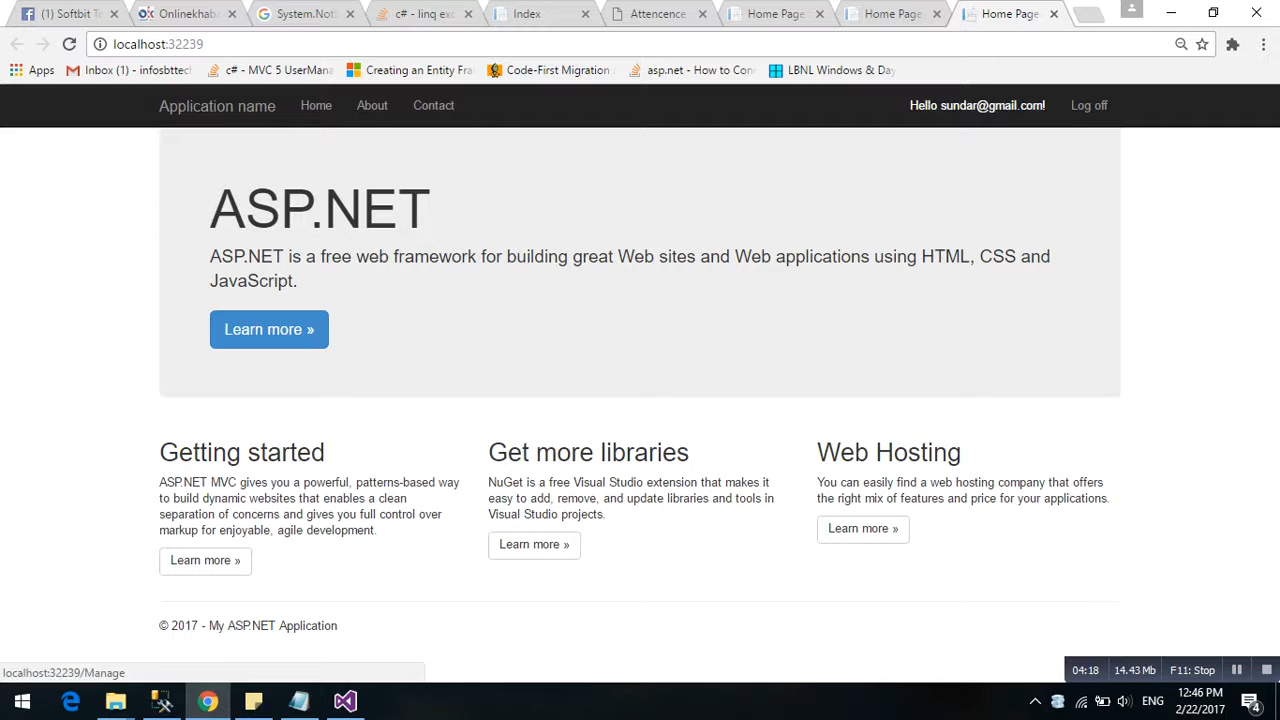 (1) Softbit Te
Onlinekhab
System.Not
c# - linq exc
Index
Attencence
Home Page
Home Page
Home Page
localhost:32239
Apps
Inbox (1) - infosbttec
c# - MVC 5 UserMana
Creating an Entity Fra
Code-First Migration
asp.net - How to Con
LBNL Windows & Day
Application name
Home
About
Contact
Hello sundar@gmail.com!
Log off
ASP.NET
ASP.NET is a free web framework for building great Web sites and Web applications using HTML, CSS and
JavaScript.
Learn more »
Getting started
ASP.NET MVC gives you a powerful, patterns-based way
to build dynamic websites that enables a clean
separation of concerns and gives you full control over
markup for enjoyable, agile development.
Learn more »
Get more libraries
NuGet is a free Visual Studio extension that makes it
easy to add, remove, and update libraries and tools in
Visual Studio projects.
Learn more »
Web Hosting
You can easily find a web hosting company that offers
the right mix of features and price for your applications.
Learn more »
© 2017 - My ASP.NET Application
localhost:32239/Manage
04:18
14.43 Mb
F11: Stop
ENG
12:46 PM
2/22/2017
4